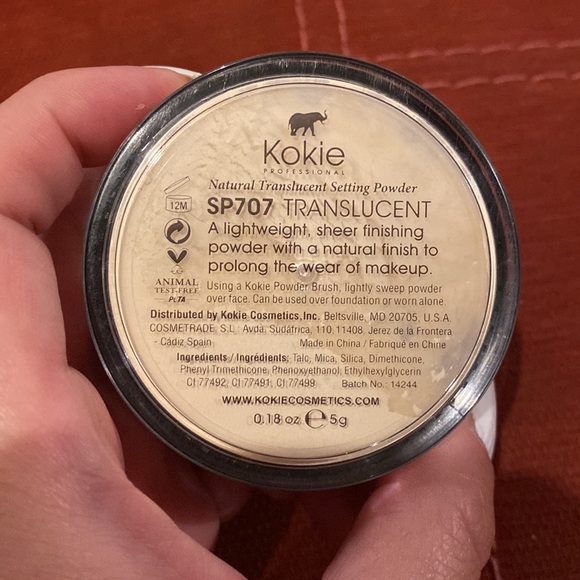 Kokie
PROFESSIONAL
Natural Translucent Setting Powder
12M
SP707 TRANSLUCENT
A lightweight, sheer finishing
powder with a natural finish to
prolong the wear of makeup.
ANIMAL
TEST-FREE
PETA
Using a Kokie Powder Brush, lightly sweep powder
over face. Can be used over foundation or worn alone.
Distributed by Kokie Cosmetics, Inc. Beltsville, MD 20705, U.S.A.
COSMETRADE, S.L. Avda, Sudáfrica, 110, 11408. Jerez de la Frontera
- Cádiz Spain Made in China / Fabriqué en Chine
Ingredients / Ingrédients: Talc, Mica, Silica, Dimethicone,
Phenyl Trimethicone, Phenoxyethanol, Ethylhexylglycerin
CI 77492, CI 77491, CI 77499 Batch No.: 14244
WWW.KOKIECOSMETICS.COM
0.18 oz. e 5g